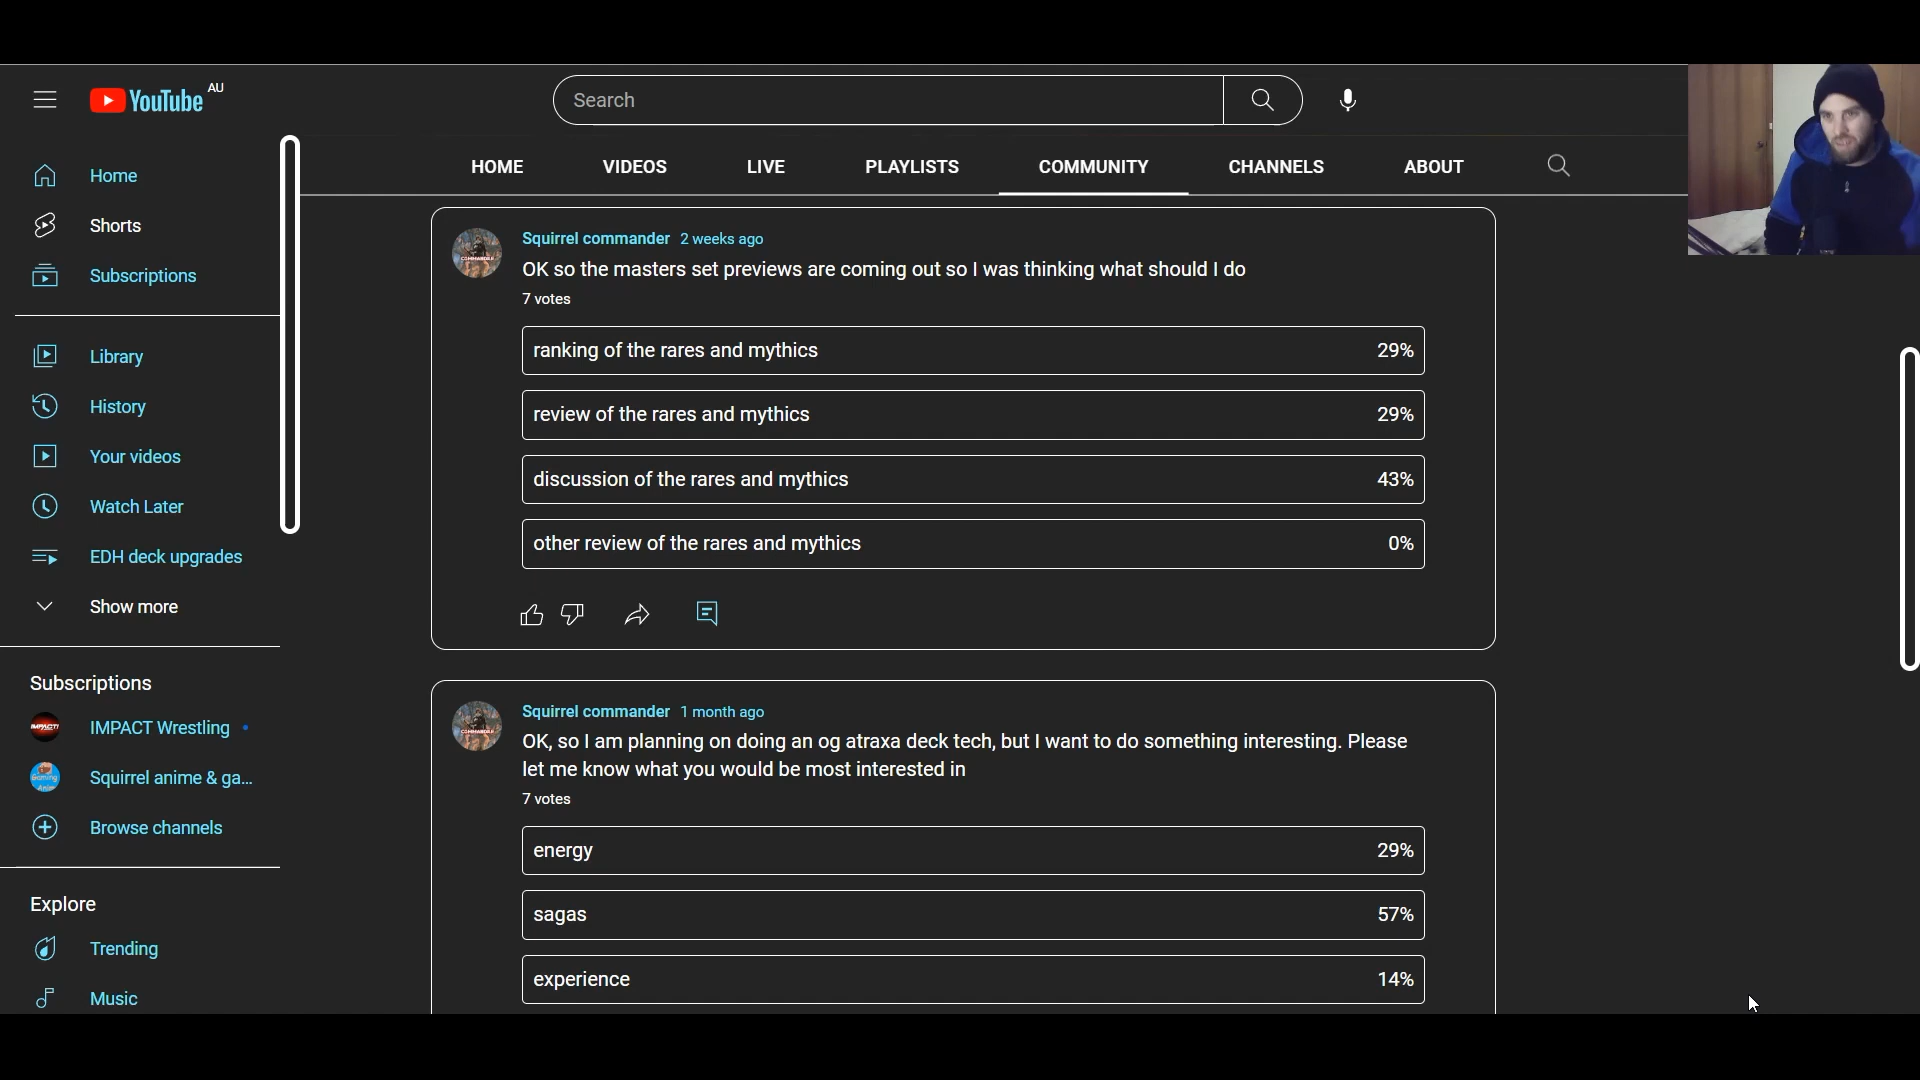 YouTube AU
Search
HOME VIDEOS LIVE PLAYLISTS COMMUNITY CHANNELS ABOUT
Home
Shorts
Subscriptions
Library
History
Your videos
Watch Later
EDH deck upgrades
Show more
Subscriptions
IMPACT Wrestling
Squirrel anime & ga...
Browse channels
Explore
Trending
Music
Squirrel commander 2 weeks ago
OK so the masters set previews are coming out so I was thinking what should I do
7 votes
ranking of the rares and mythics 29%
review of the rares and mythics 29%
discussion of the rares and mythics 43%
other review of the rares and mythics 0%
Squirrel commander 1 month ago
OK, so I am planning on doing an og atraxa deck tech, but I want to do something interesting. Please
let me know what you would be most interested in
7 votes
energy 29%
sagas 57%
experience 14%